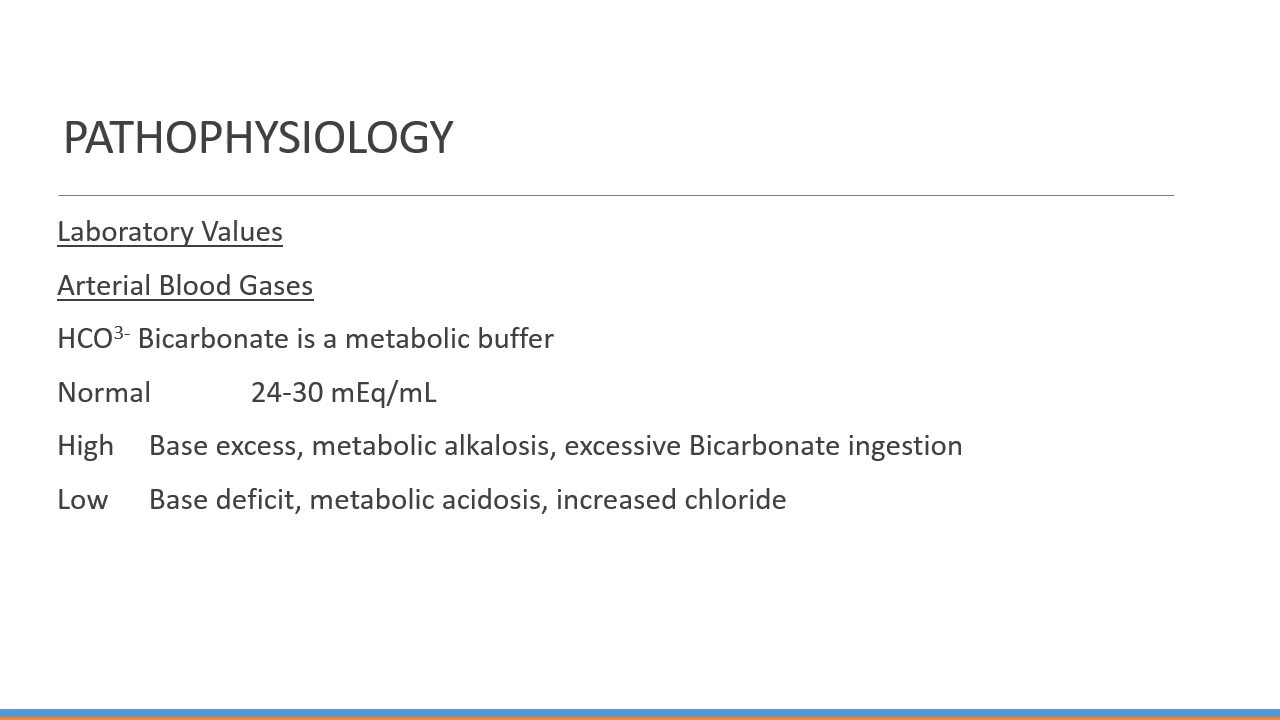 PATHOPHYSIOLOGY
Laboratory Values
Arterial Blood Gases
HCO³⁻ Bicarbonate is a metabolic buffer
Normal 24-30 mEq/mL
High Base excess, metabolic alkalosis, excessive Bicarbonate ingestion
Low Base deficit, metabolic acidosis, increased chloride